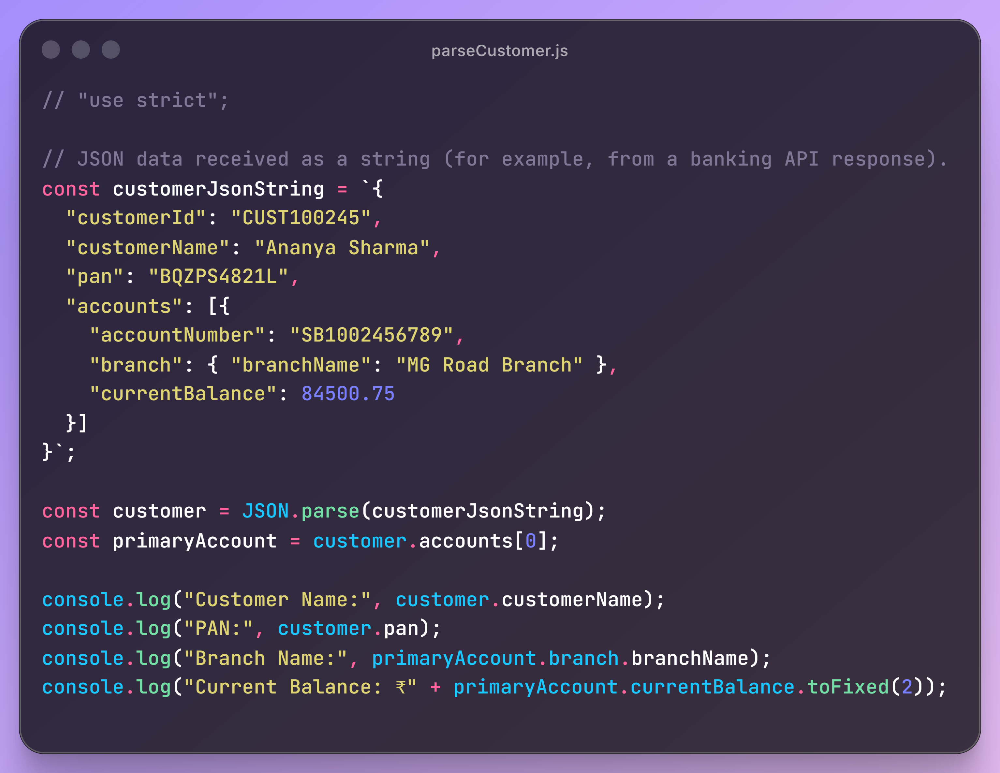 parseCustomer.js
// "use strict";
// JSON data received as a string (for example, from a banking API response).
const customerJsonString = `{
  "customerId": "CUST100245",
  "customerName": "Ananya Sharma",
  "pan": "BQZPS4821L",
  "accounts": [{
    "accountNumber": "SB1002456789",
    "branch": { "branchName": "MG Road Branch" },
    "currentBalance": 84500.75
  }]
}`;
const customer = JSON.parse(customerJsonString);
const primaryAccount = customer.accounts[0];
console.log("Customer Name:", customer.customerName);
console.log("PAN:", customer.pan);
console.log("Branch Name:", primaryAccount.branch.branchName);
console.log("Current Balance: ₹" + primaryAccount.currentBalance.toFixed(2));